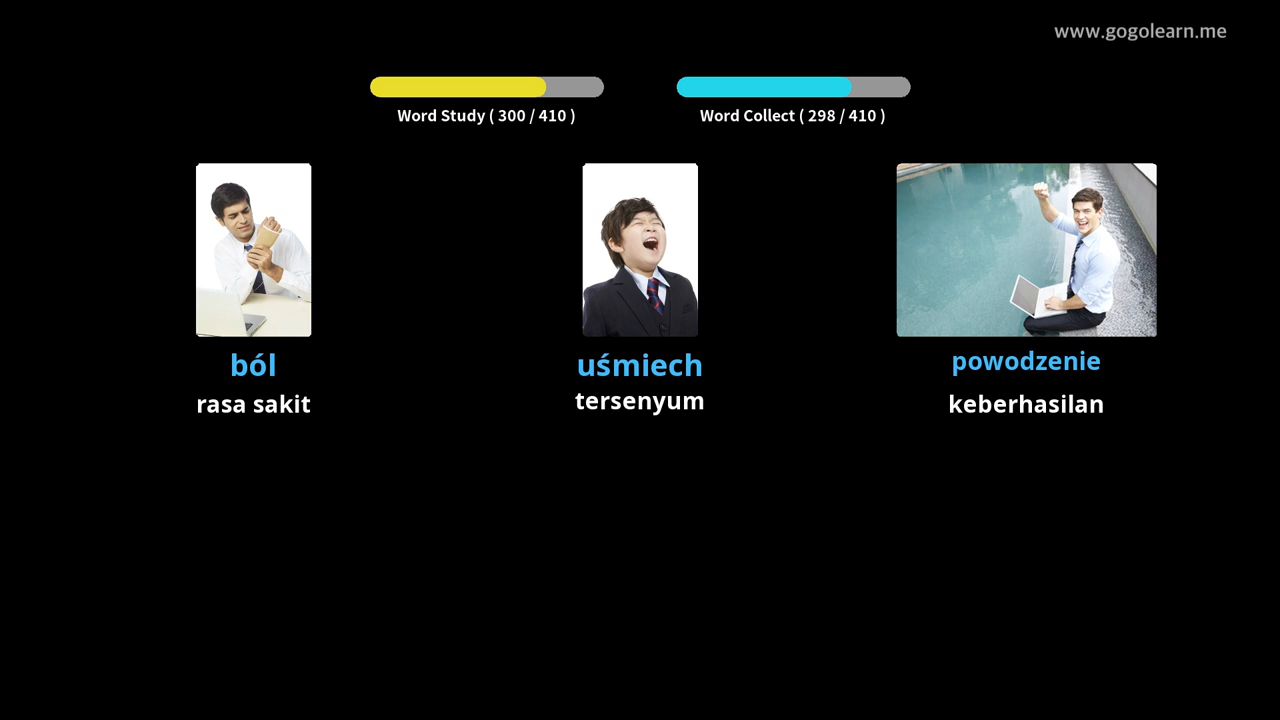 www.gogolearn.me
Word Study ( 300 / 410 )
Word Collect ( 298 / 410 )
ból
rasa sakit
uśmiech
tersenyum
powodzenie
keberhasilan